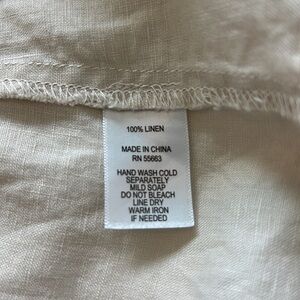 100% LINEN
MADE IN CHINA
RN 55663
HAND WASH COLD
SEPARATELY
MILD SOAP
DO NOT BLEACH
LINE DRY
WARM IRON
IF NEEDED